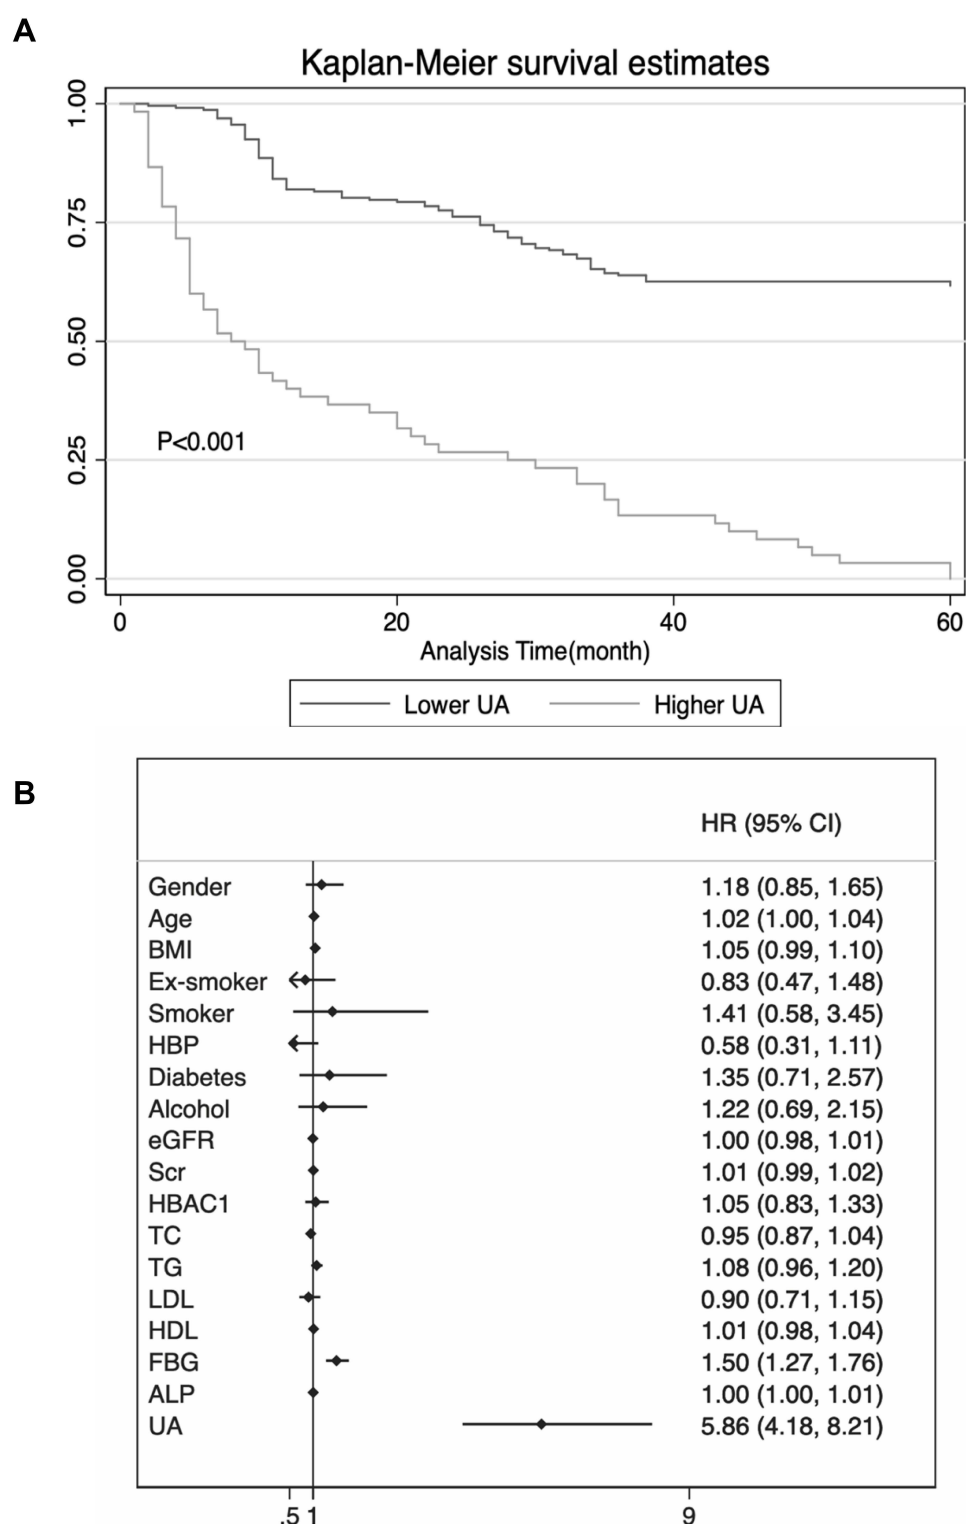 A
Kaplan-Meier survival estimates
1.00
0.75
0.50
0.25
0.00
P<0.001
0 20 40 60
Analysis Time(month)
Lower UA Higher UA
B
HR (95% CI)
Gender 1.18 (0.85, 1.65)
Age 1.02 (1.00, 1.04)
BMI 1.05 (0.99, 1.10)
Ex-smoker 0.83 (0.47, 1.48)
Smoker 1.41 (0.58, 3.45)
HBP 0.58 (0.31, 1.11)
Diabetes 1.35 (0.71, 2.57)
Alcohol 1.22 (0.69, 2.15)
eGFR 1.00 (0.98, 1.01)
Scr 1.01 (0.99, 1.02)
HBAC1 1.05 (0.83, 1.33)
TC 0.95 (0.87, 1.04)
TG 1.08 (0.96, 1.20)
LDL 0.90 (0.71, 1.15)
HDL 1.01 (0.98, 1.04)
FBG 1.50 (1.27, 1.76)
ALP 1.00 (1.00, 1.01)
UA 5.86 (4.18, 8.21)
.5 1 9